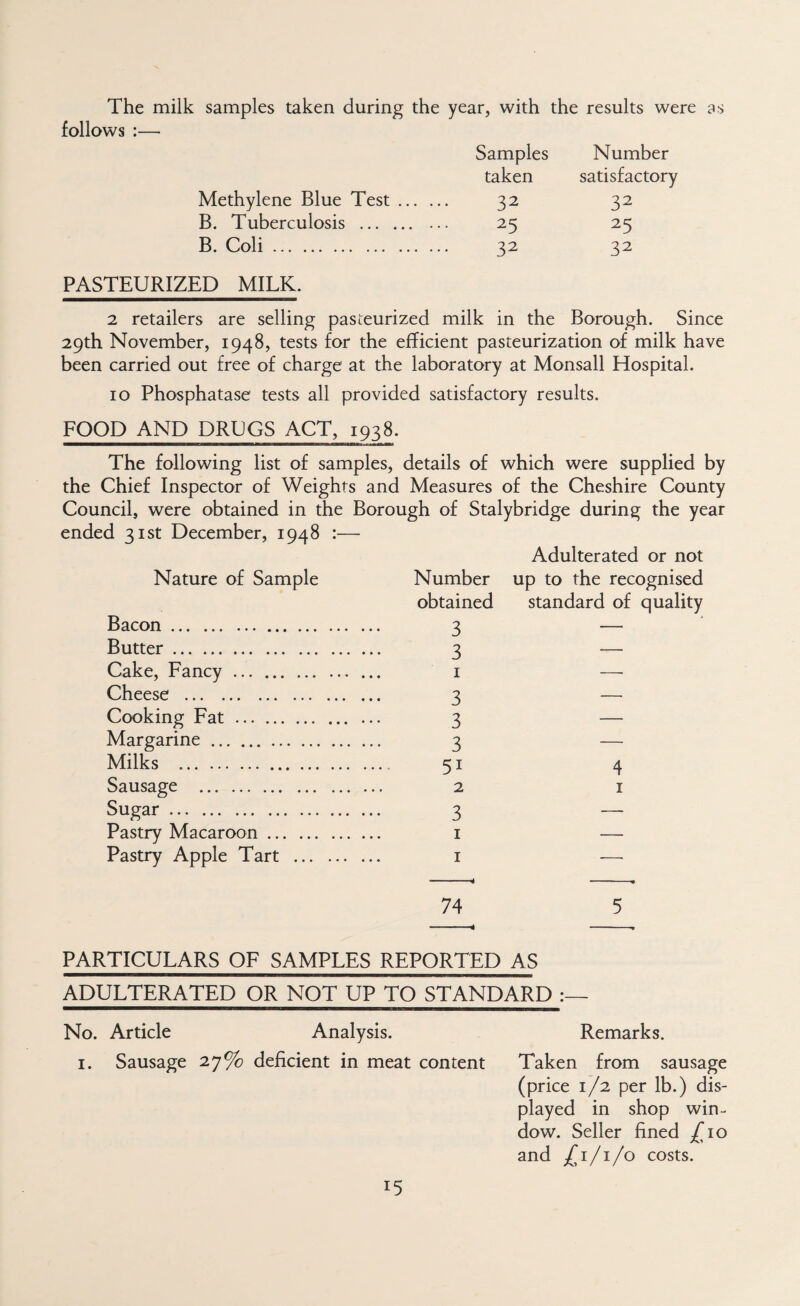 The milk samples taken during the year, with the results were as
follows :—
Samples Number
taken satisfactory
Methylene Blue Test ... ... 32 32
B. Tuberculosis ... ... ... 25 25
B. Coli ... ... ... ... ... ... 32 32
PASTEURIZED MILK.
2 retailers are selling pasteurized milk in the Borough. Since
29th November, 1948, tests for the efficient pasteurization of milk have
been carried out free of charge at the laboratory at Monsall Hospital.
10 Phosphatase tests all provided satisfactory results.
FOOD AND DRUGS ACT, 1938.
The following list of samples, details of which were supplied by
the Chief Inspector of Weights and Measures of the Cheshire County
Council, were obtained in the Borough of Stalybridge during the year
ended 31st December, 1948 :—
Adulterated or not
Nature of Sample Number up to the recognised
obtained standard of quality
Bacon ... ... ... ... ... ... ... 3 —
Butter ... ... ... ... ... ... ... 3 —
Cake, Fancy ... ... ... ... ... 1 —
Cheese ... ... ... ... ... ... 3 —
Cooking Fat ... ... ... ... ... 3 —
Margarine ... ... ... ... ... ... 3 —
Milks ... ... ... ... ... ... .... 51 4
Sausage ... ... ... ... ... ... 2 1
Sugar ... ... ... ... ... ... ... 3 —
Pastry Macaroon ... ... ... ... 1 —
Pastry Apple Tart ... ... ... 1 —
74 5
PARTICULARS OF SAMPLES REPORTED AS
ADULTERATED OR NOT UP TO STANDARD :—
No. Article Analysis. Remarks.
1. Sausage 27% deficient in meat content Taken from sausage
(price 1/2 per lb.) dis-
played in shop win-
dow. Seller fined £10
and £1/1/0 costs.
15